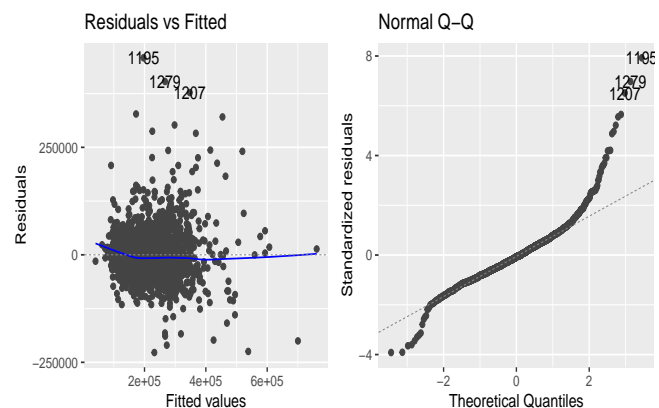 Residuals vs Fitted
1195
1279
1207
250000
0
−250000
Residuals
2e+05 4e+05 6e+05
Fitted values
Normal Q−Q
1195
1279
1207
8
4
0
−4
Standardized residuals
−2 0 2
Theoretical Quantiles